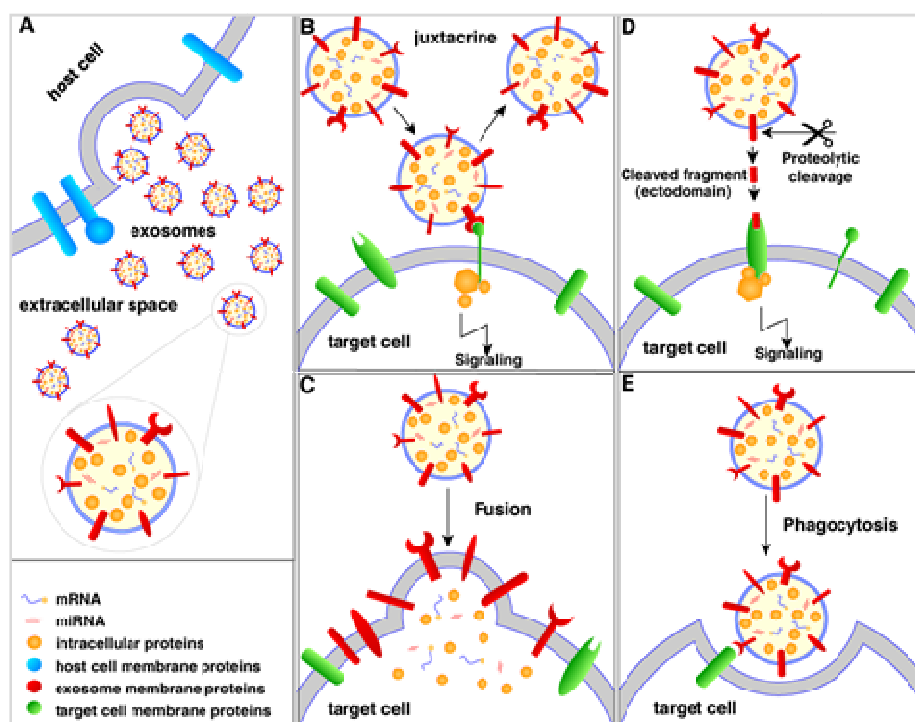 A
host cell
exosomes
extracellular space
mRNA
miRNA
intracellular proteins
host cell membrane proteins
exosome membrane proteins
target cell membrane proteins
B
juxtacrine
target cell
Signaling
C
Fusion
target cell
D
Proteolytic
cleavage
Cleaved fragment
(ectodomain)
target cell
Signaling
E
Phagocytosis
target cell